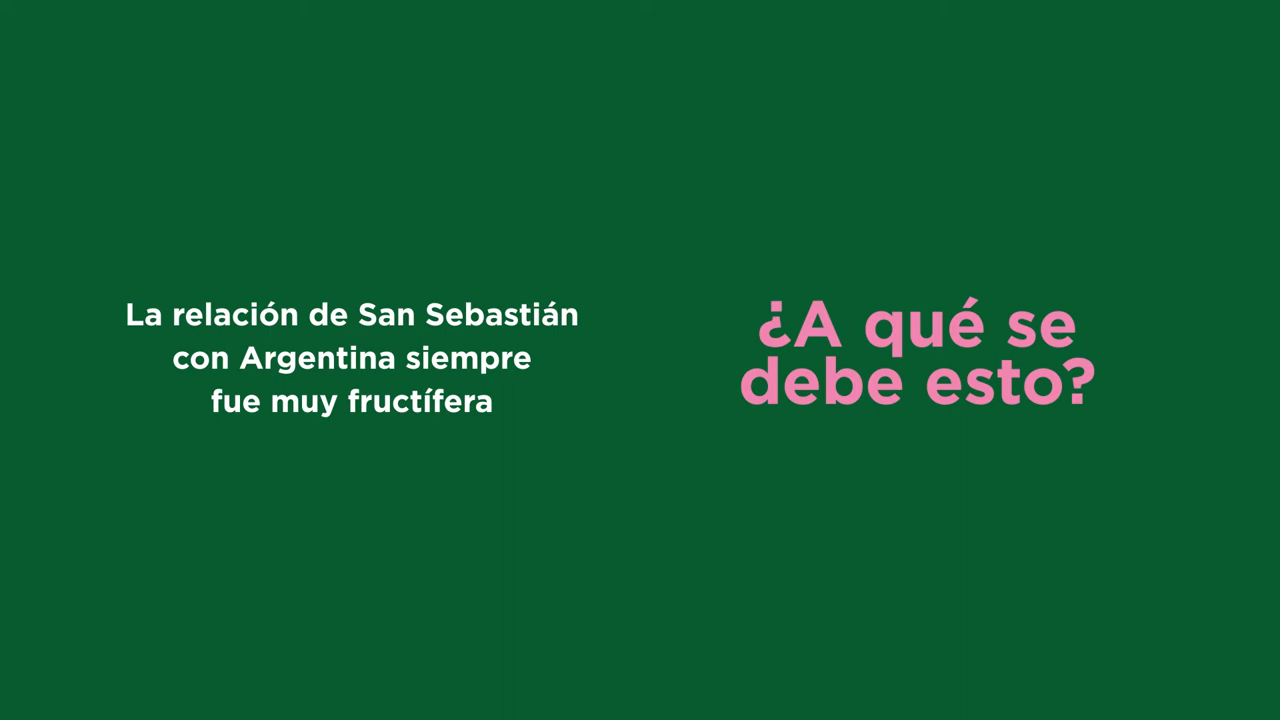 La relación de San Sebastián
con Argentina siempre
fue muy fructífera
¿A qué se
debe esto?